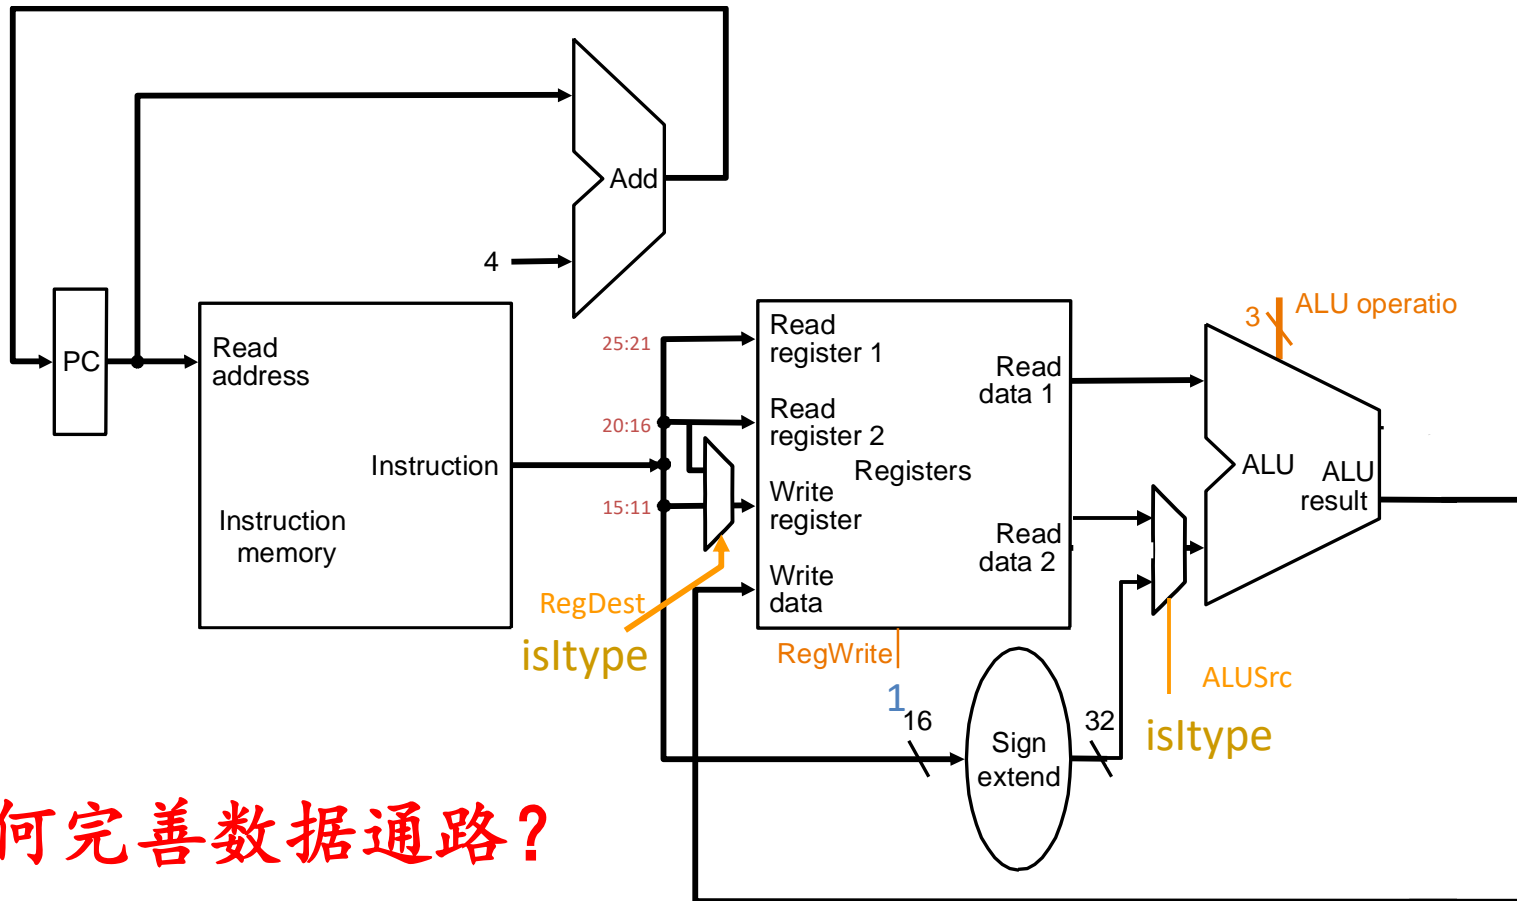 Add
4
ALU operatio
3
PC
Read
address
Instruction
Instruction
memory
25:21
20:16
15:11
Read
register 1
Read
register 2
Registers
Write
register
Write
data
Read
data 1
Read
data 2
ALU
ALU
result
RegDest
isItype
RegWrite
1
16
Sign
extend
32
ALUSrc
isItype
何完善数据通路？